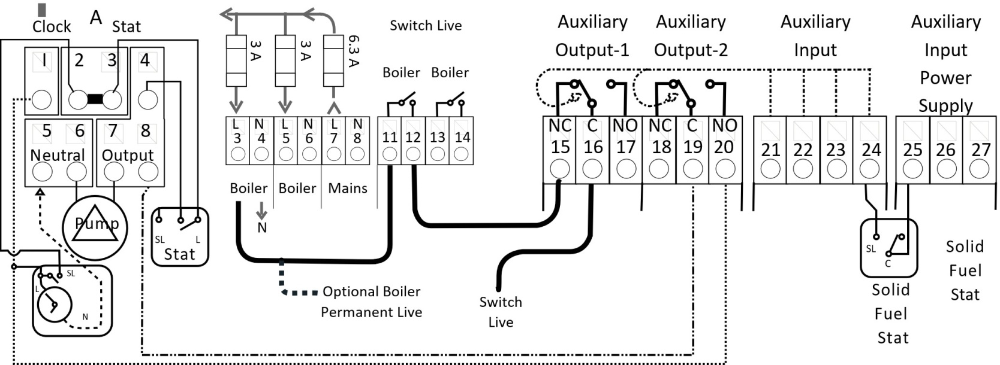 A
Clock
Stat
1
2
3
4
5
6
7
8
Neutral
Output
Pump
SL
L
Stat
SL
L
N
3 A
3 A
6.3 A
L
3
N
4
L
5
N
6
L
7
N
8
Boiler
Boiler
Mains
N
Switch Live
Boiler
Boiler
11
12
13
14
Optional Boiler
Permanent Live
Switch
Live
Auxiliary
Output-1
Auxiliary
Output-2
NC
15
C
16
NO
17
NC
18
C
19
NO
20
Auxiliary
Input
21
22
23
24
Auxiliary
Input
Power
Supply
25
26
27
SL
C
Solid
Fuel
Stat
Solid
Fuel
Stat